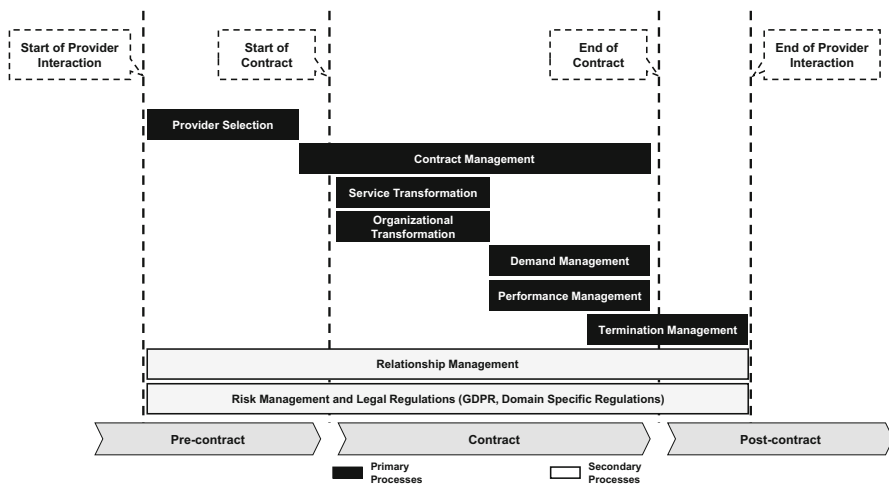 Start of Provider
Interaction
Start of
Contract
End of
Contract
End of Provider
Interaction
Provider Selection
Contract Management
Service Transformation
Organizational
Transformation
Demand Management
Performance Management
Termination Management
Relationship Management
Risk Management and Legal Regulations (GDPR, Domain Specific Regulations)
Pre-contract
Contract
Post-contract
Primary
Processes
Secondary
Processes